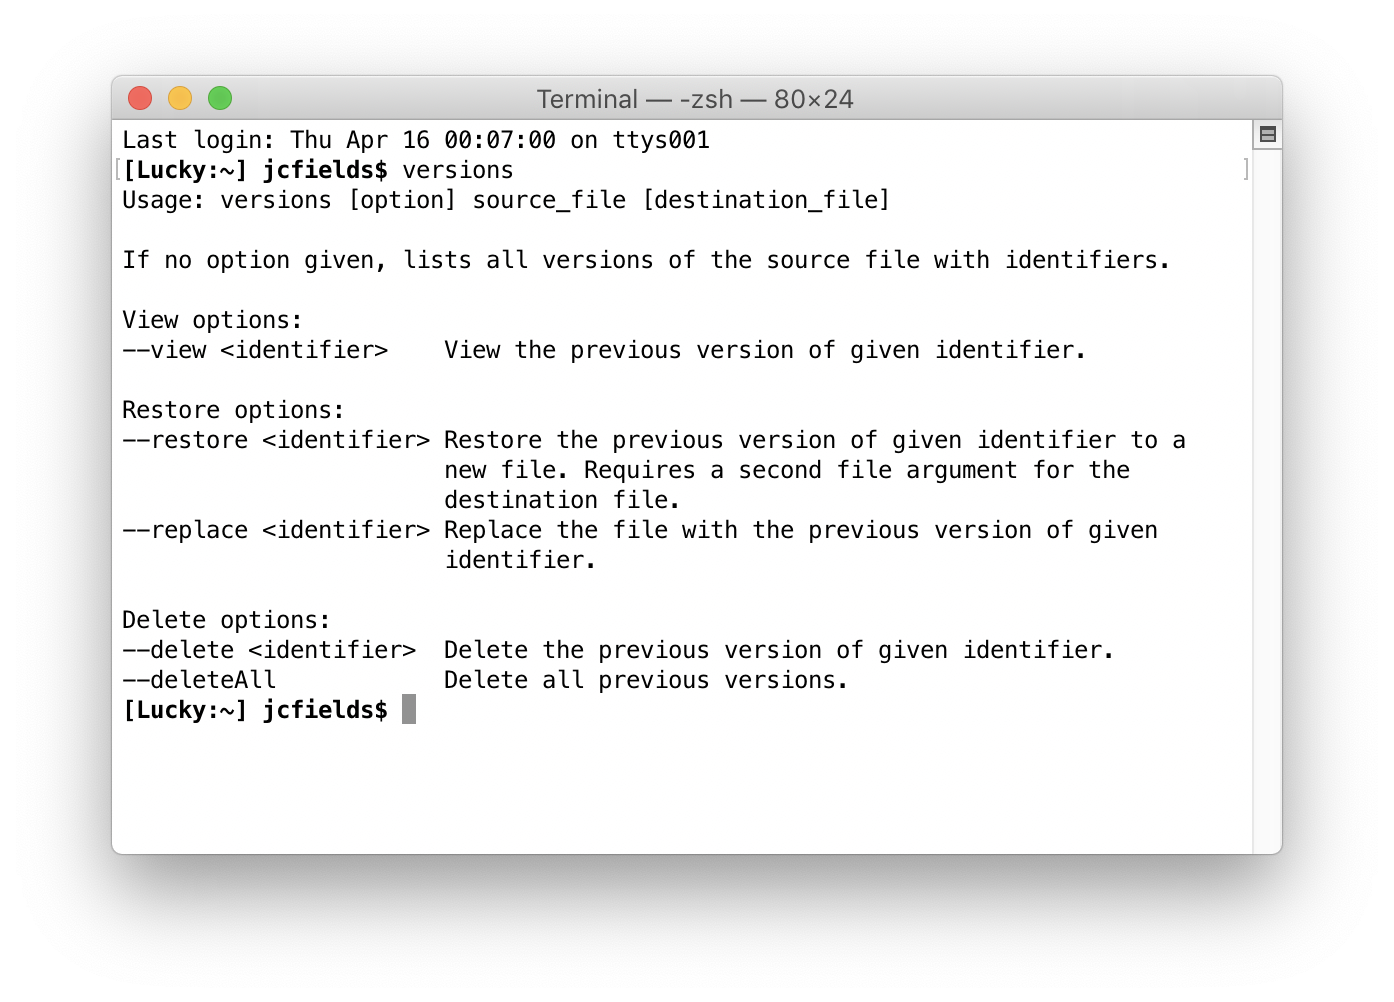 Terminal — -zsh — 80×24
Last login: Thu Apr 16 00:07:00 on ttys001
[Lucky:~] jcfields$ versions
Usage: versions [option] source_file [destination_file]

If no option given, lists all versions of the source file with identifiers.

View options:
--view <identifier>    View the previous version of given identifier.

Restore options:
--restore <identifier> Restore the previous version of given identifier to a
                       new file. Requires a second file argument for the
                       destination file.
--replace <identifier> Replace the file with the previous version of given
                       identifier.

Delete options:
--delete <identifier>  Delete the previous version of given identifier.
--deleteAll            Delete all previous versions.
[Lucky:~] jcfields$